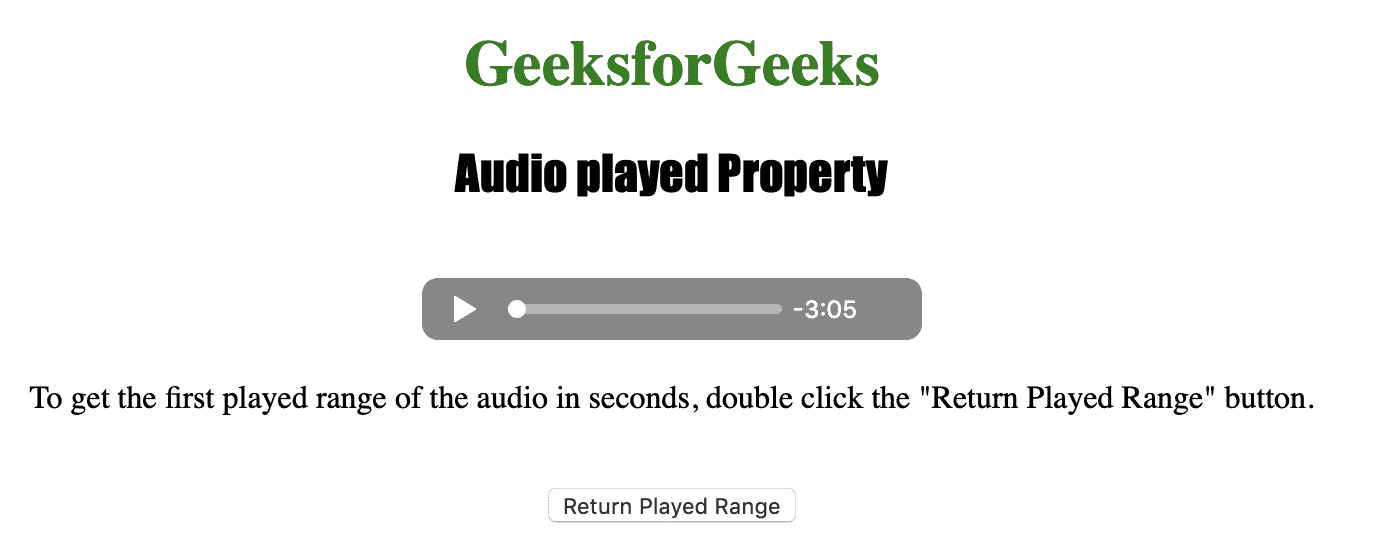 GeeksforGeeks
Audio played Property
-3:05
To get the first played range of the audio in seconds, double click the "Return Played Range" button.
Return Played Range